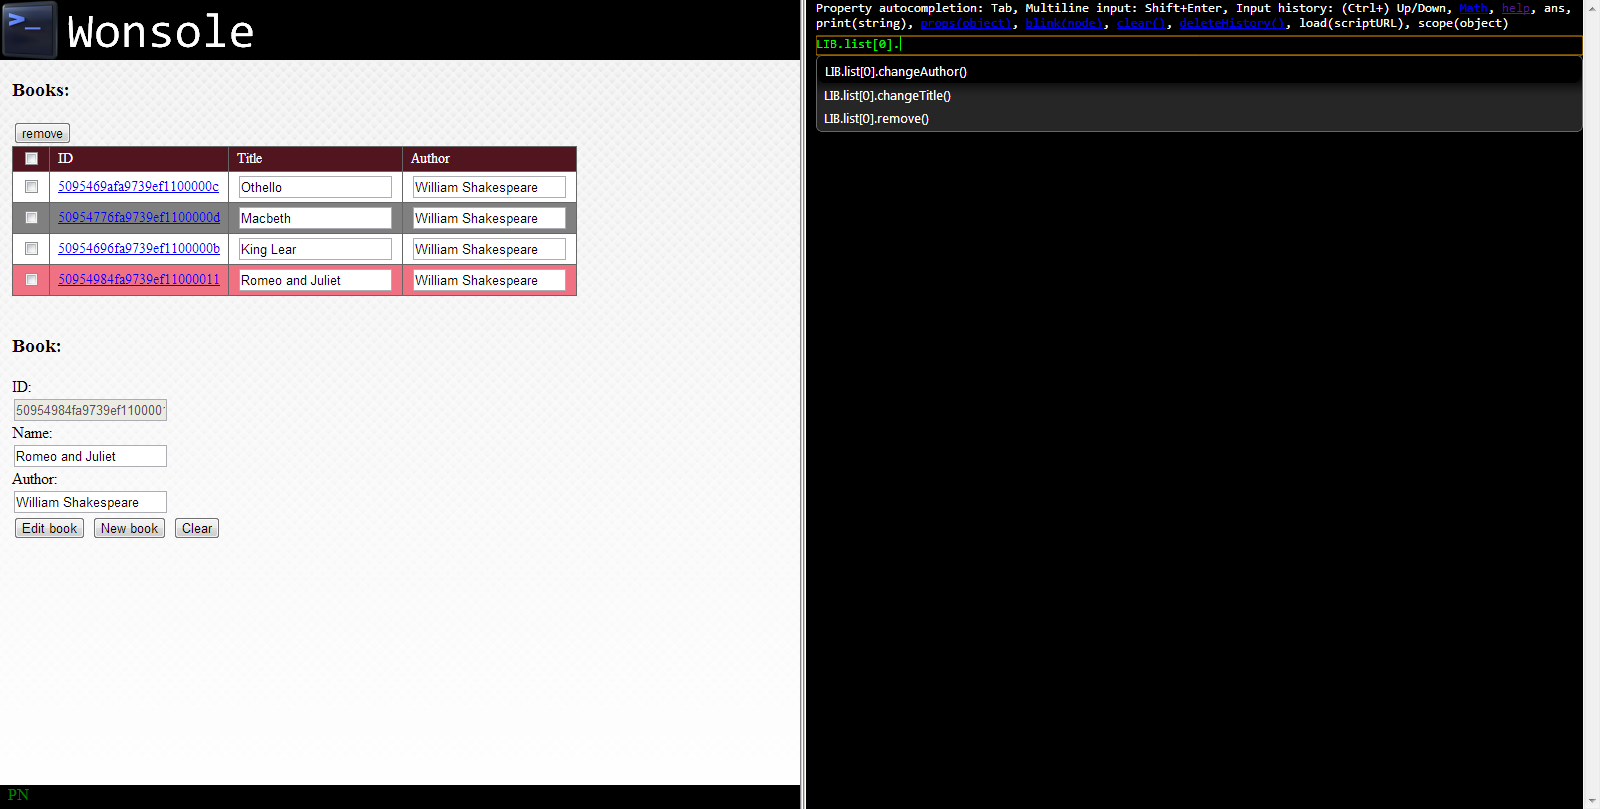 >_ Wonsole
Books:
remove
ID Title Author
5095469afa9739ef1100000c Othello William Shakespeare
50954776fa9739ef1100000d Macbeth William Shakespeare
50954696fa9739ef1100000b King Lear William Shakespeare
50954984fa9739ef11000011 Romeo and Juliet William Shakespeare
Book:
ID:
50954984fa9739ef1100001
Name:
Romeo and Juliet
Author:
William Shakespeare
Edit book New book Clear
PN
Property autocompletion: Tab, Multiline input: Shift+Enter, Input history: (Ctrl+) Up/Down, Math, help, ans,
print(string), props(object), blink(node), clear(), deleteHistory(), load(scriptURL), scope(object)
LIB.list[0].
LIB.list[0].changeAuthor()
LIB.list[0].changeTitle()
LIB.list[0].remove()